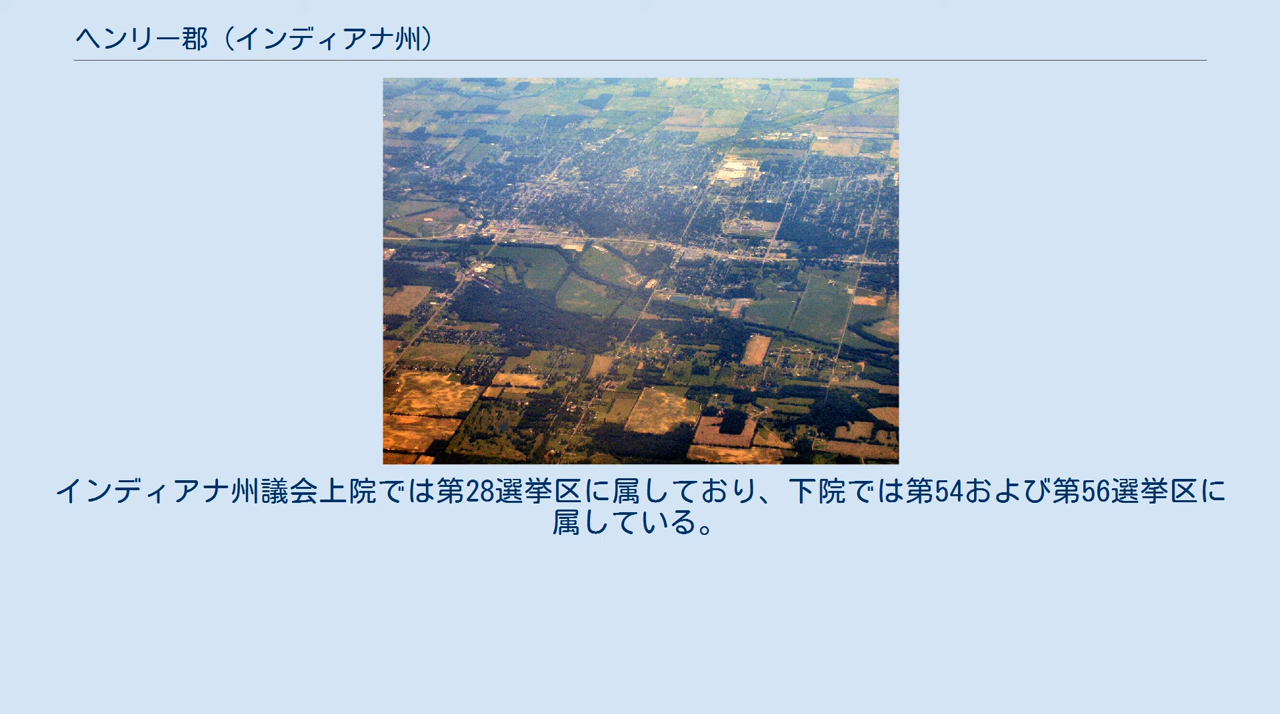 ヘンリー郡（インディアナ州）
インディアナ州議会上院では第28選挙区に属しており、下院では第54および第56選挙区に
属している。